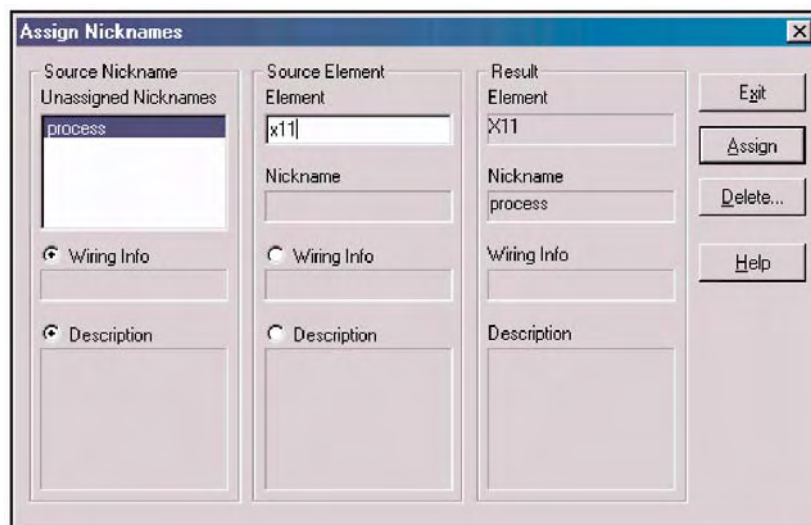 Assign Nicknames
Source Nickname
Unassigned Nicknames
process
Wiring Info
Description
Source Element
Element
x11
Nickname
Wiring Info
Description
Result
Element
X11
Nickname
process
Wiring Info
Description
Exit
Assign
Delete...
Help